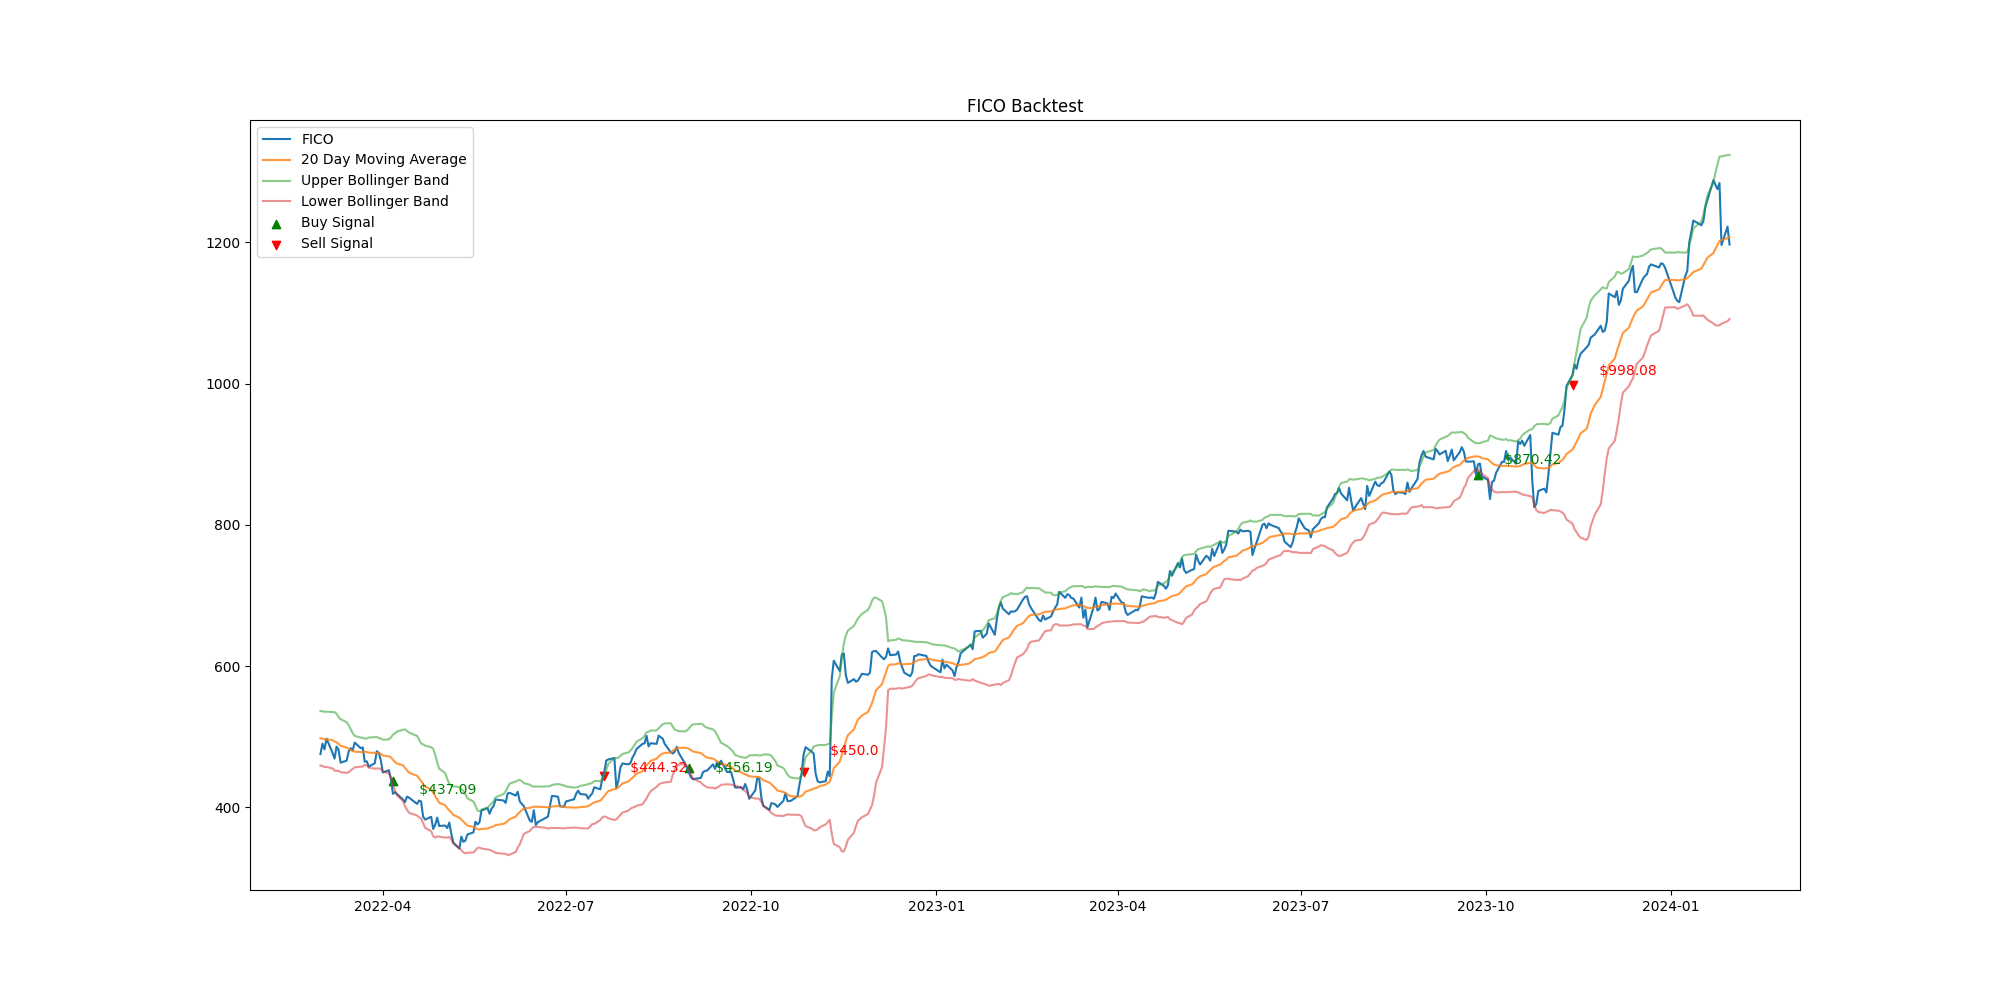 FICO Backtest
FICO
20 Day Moving Average
Upper Bollinger Band
Lower Bollinger Band
Buy Signal
Sell Signal
1200
1000
800
600
400
$998.08
$870.42
$450.0
$444.32
$456.19
$437.09
2022-04
2022-07
2022-10
2023-01
2023-04
2023-07
2023-10
2024-01